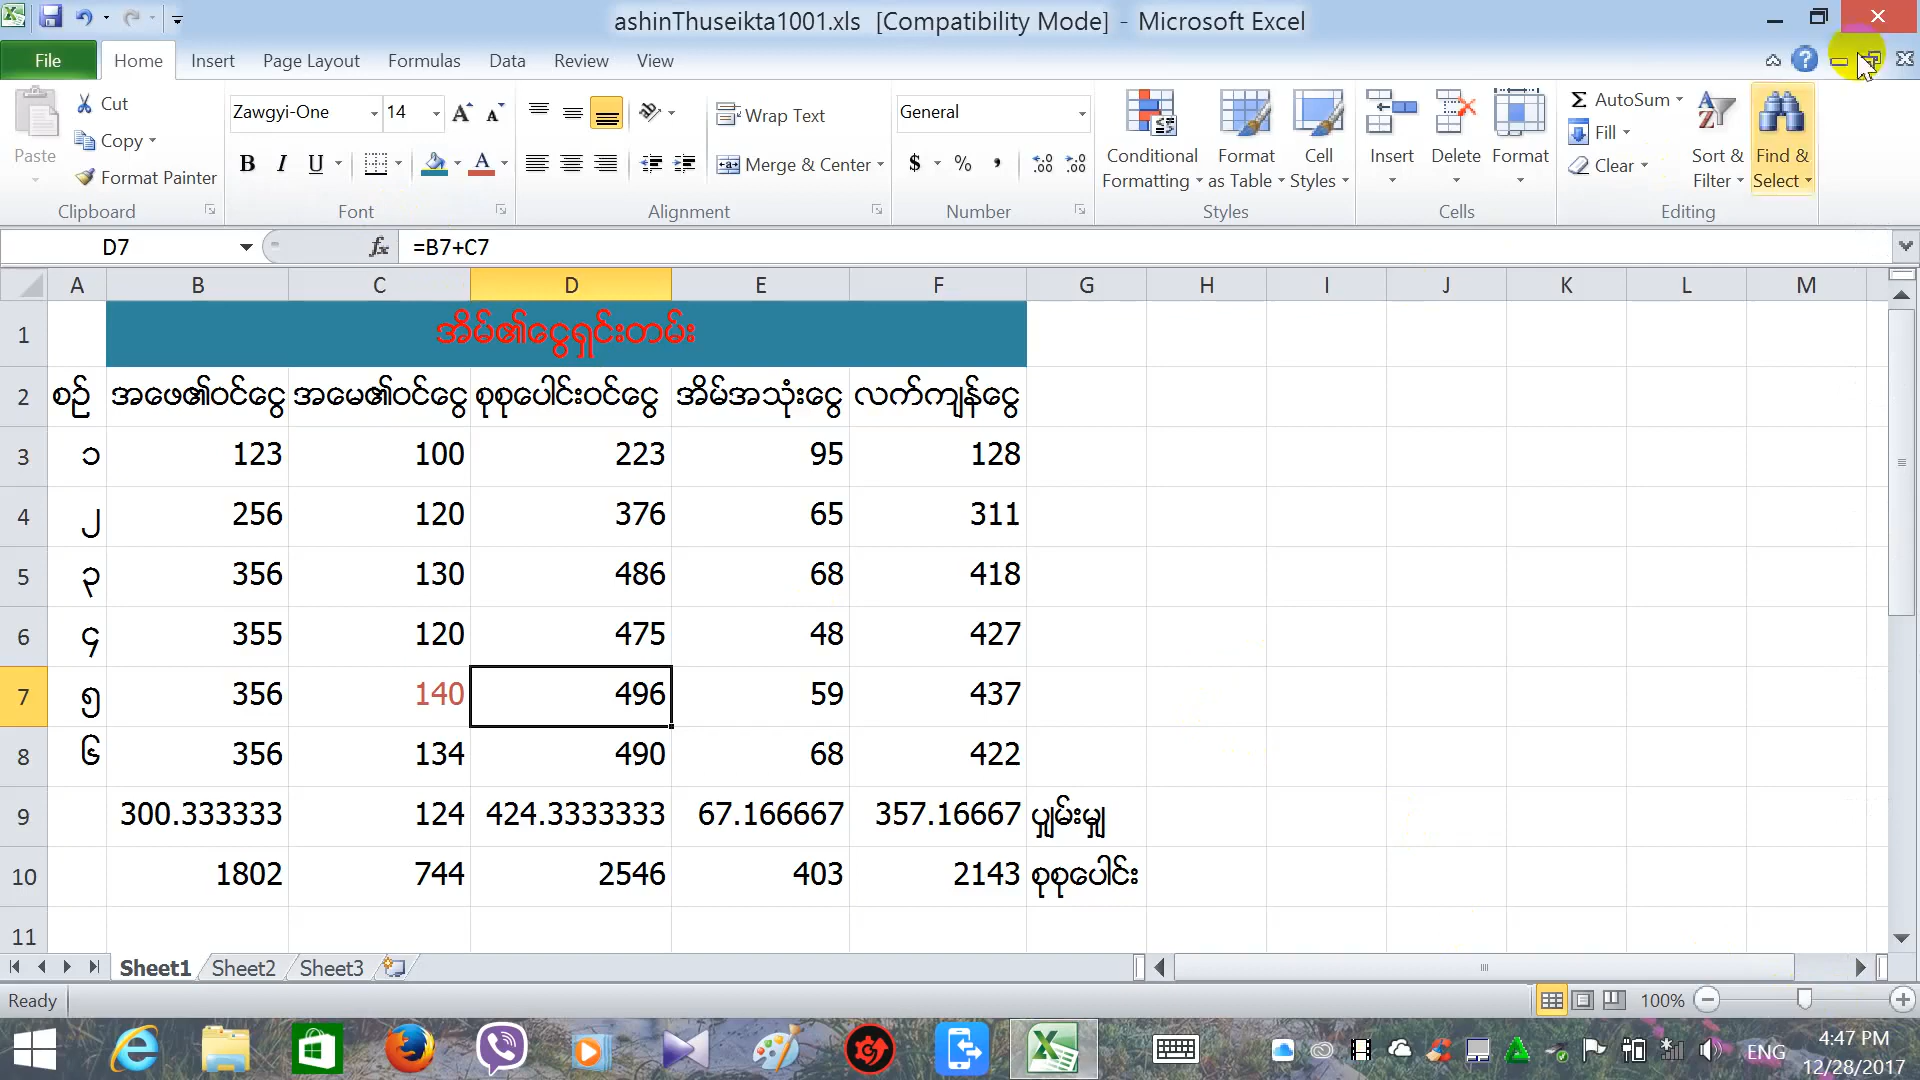 ashinThuseikta1001.xls  [Compatibility Mode]  -  Microsoft Excel
File Home Insert Page Layout Formulas Data Review View
Paste
Cut
Copy
Format Painter
Clipboard
Zawgyi-One 14
B I U
Font
Wrap Text
Merge & Center
Alignment
General
$ % ,
Number
Conditional Formatting
Format as Table
Cell Styles
Styles
Insert Delete Format
Cells
Σ AutoSum
Fill
Clear
Sort & Filter
Find & Select
Editing
D7 fx =B7+C7
A B C D E F G H I J K L M
1 အိမ်၏ငွေရှင်းတမ်း
2 စဉ် အဖေ၏ဝင်ငွေ အမေ၏ဝင်ငွေ စုစုပေါင်းဝင်ငွေ အိမ်အသုံးငွေ လက်ကျန်ငွေ
3 ၁ 123 100 223 95 128
4 ၂ 256 120 376 65 311
5 ၃ 356 130 486 68 418
6 ၄ 355 120 475 48 427
7 ၅ 356 140 496 59 437
8 ၆ 356 134 490 68 422
9 300.333333 124 424.3333333 67.166667 357.16667 ပျှမ်းမျှ
10 1802 744 2546 403 2143 စုစုပေါင်း
11
Sheet1 Sheet2 Sheet3
Ready 100%
ENG
4:47 PM
12/28/2017